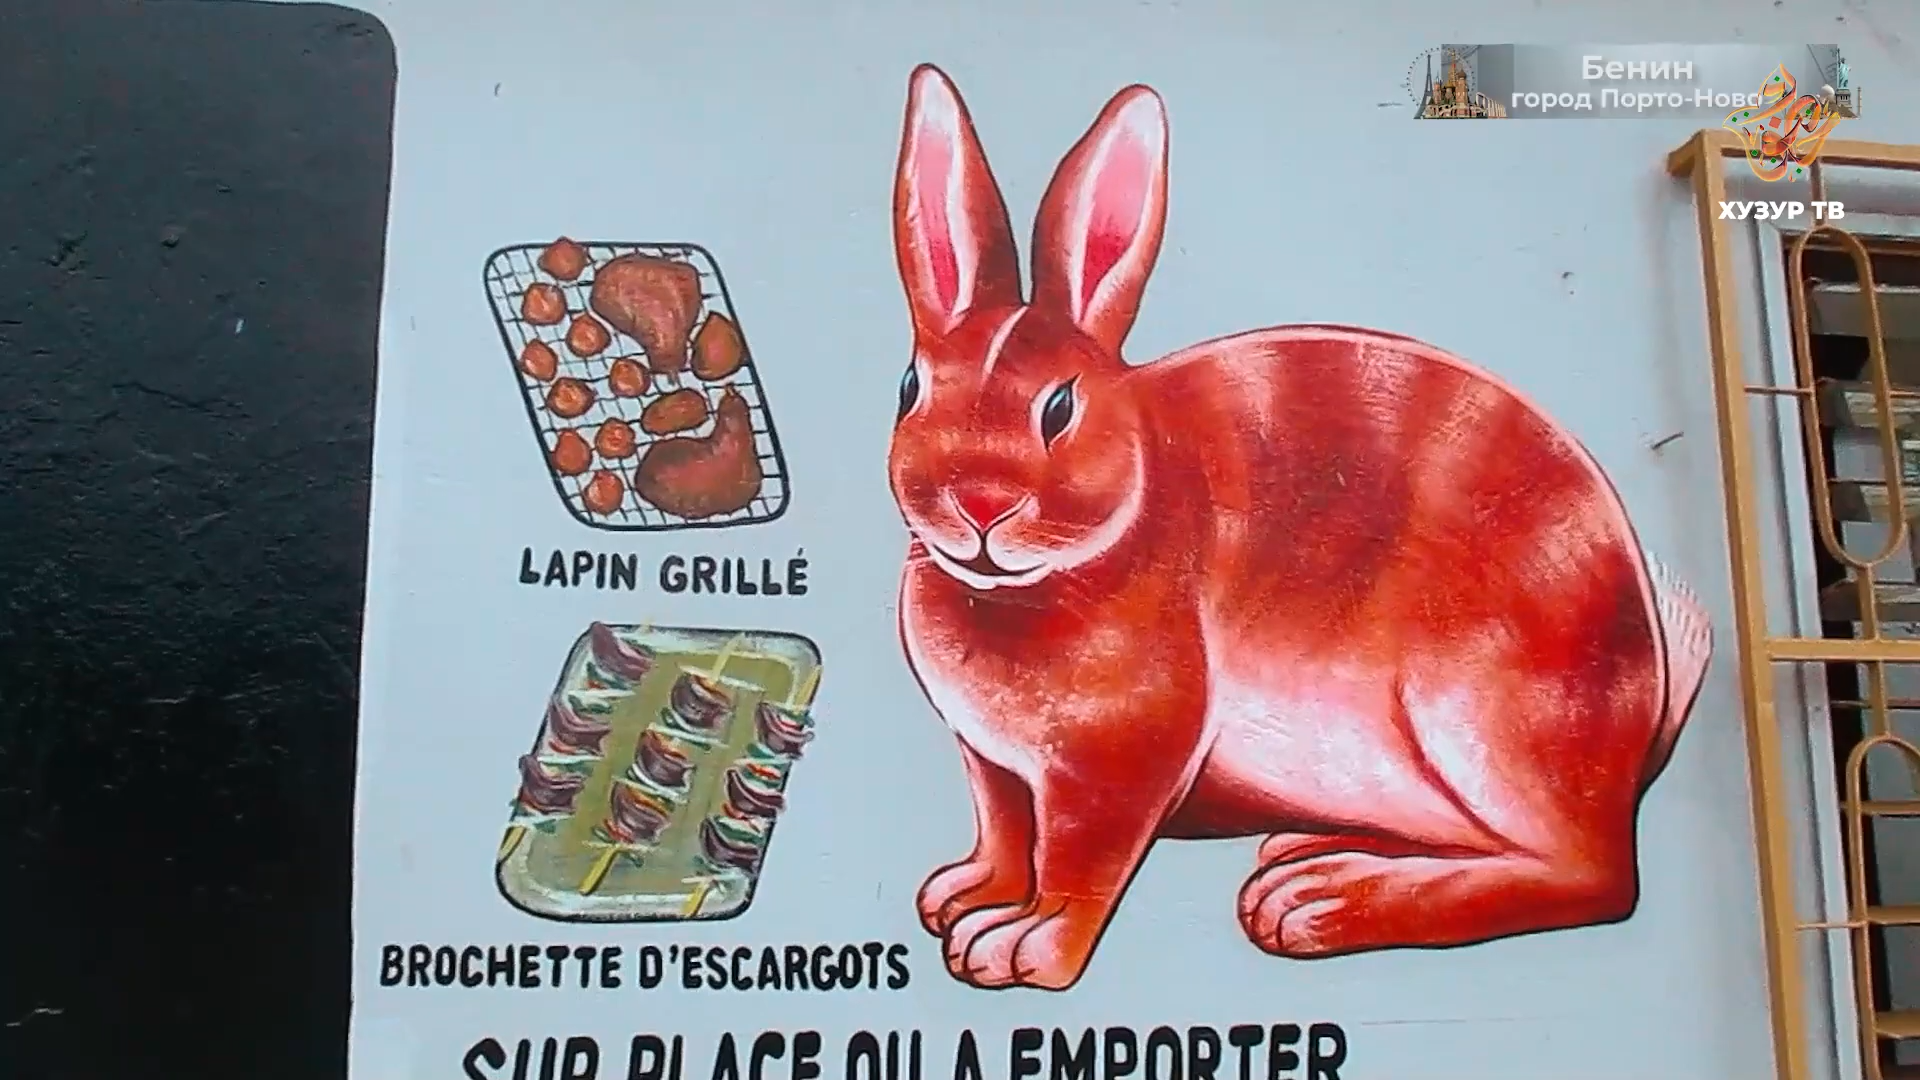 Бенин
город Порто-Ново
ХУЗУР ТВ
LAPIN GRILLÉ
BROCHETTE D'ESCARGOTS
SUR PLACE OU A EMPORTER